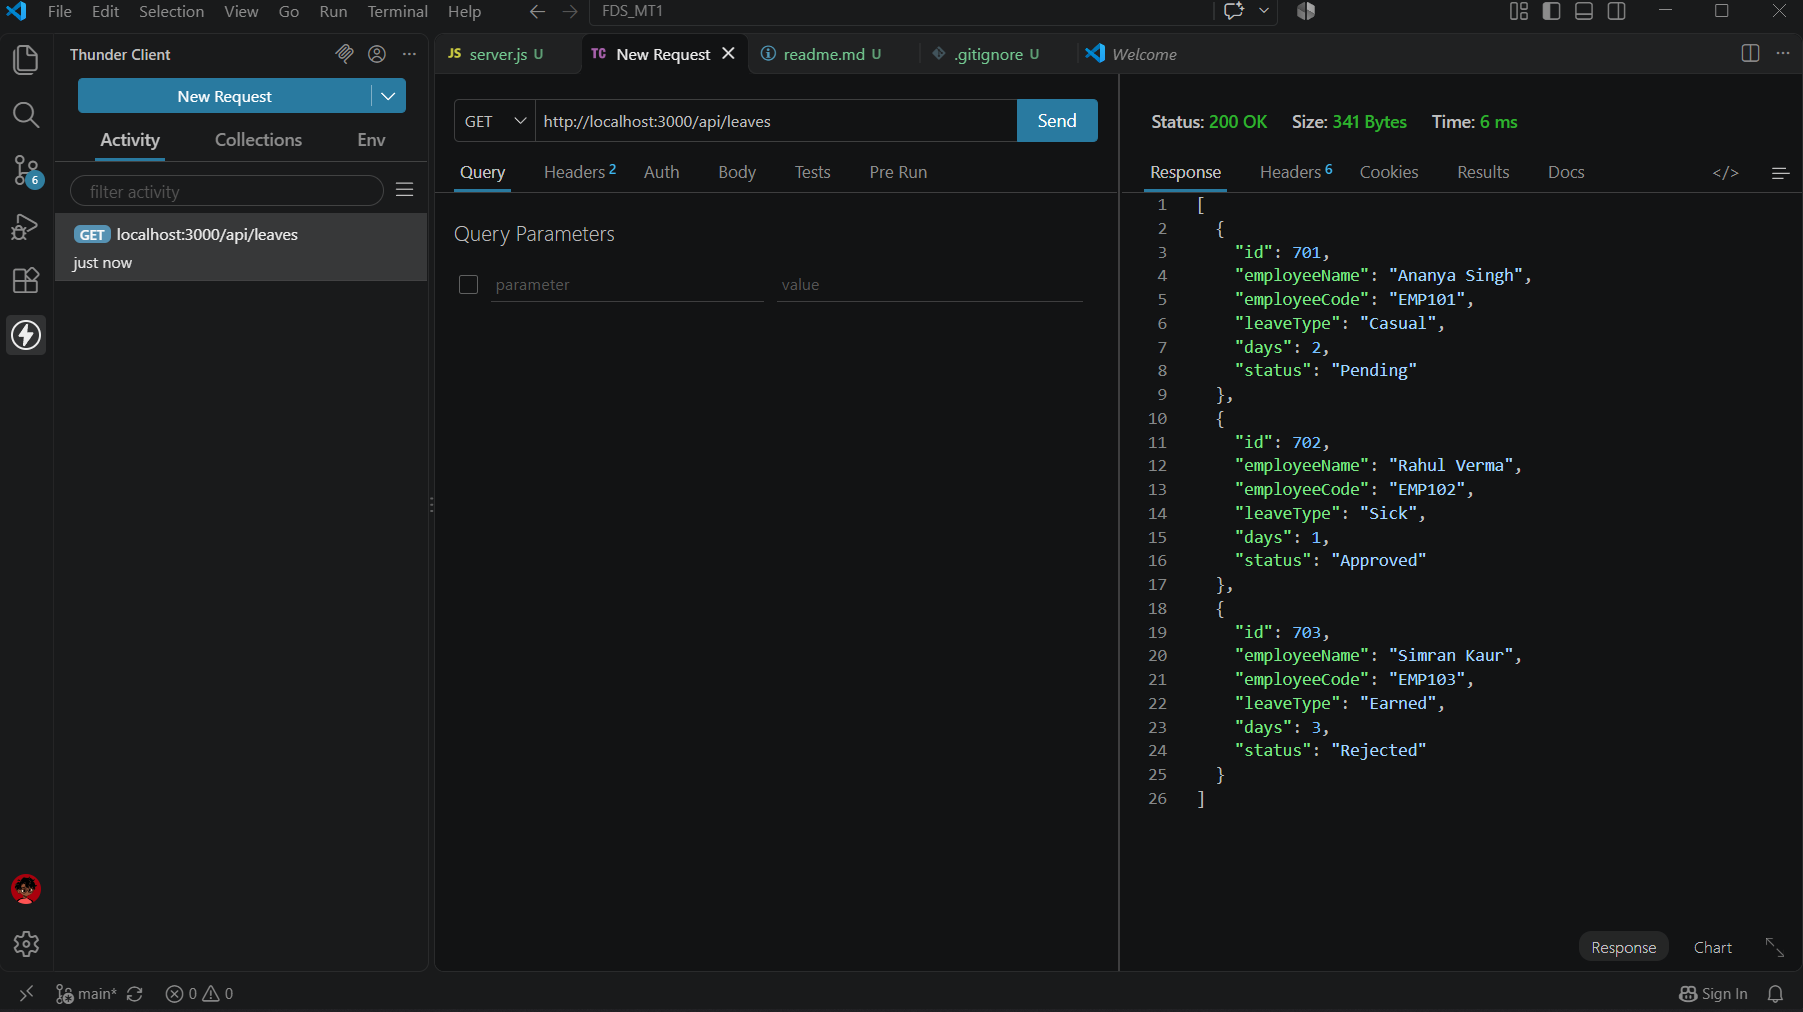 File Edit Selection View Go Run Terminal Help FDS_MT1
Thunder Client
New Request
Activity Collections Env
filter activity
GET localhost:3000/api/leaves
just now
6
JS server.js U TC New Request readme.md U .gitignore U Welcome
GET http://localhost:3000/api/leaves Send
Query Headers 2 Auth Body Tests Pre Run
Query Parameters
parameter value
Status: 200 OK Size: 341 Bytes Time: 6 ms
Response Headers 6 Cookies Results Docs </>
1 [
2 {
3 "id": 701,
4 "employeeName": "Ananya Singh",
5 "employeeCode": "EMP101",
6 "leaveType": "Casual",
7 "days": 2,
8 "status": "Pending"
9 },
10 {
11 "id": 702,
12 "employeeName": "Rahul Verma",
13 "employeeCode": "EMP102",
14 "leaveType": "Sick",
15 "days": 1,
16 "status": "Approved"
17 },
18 {
19 "id": 703,
20 "employeeName": "Simran Kaur",
21 "employeeCode": "EMP103",
22 "leaveType": "Earned",
23 "days": 3,
24 "status": "Rejected"
25 }
26 ]
Response Chart
main* 0 0 Sign In